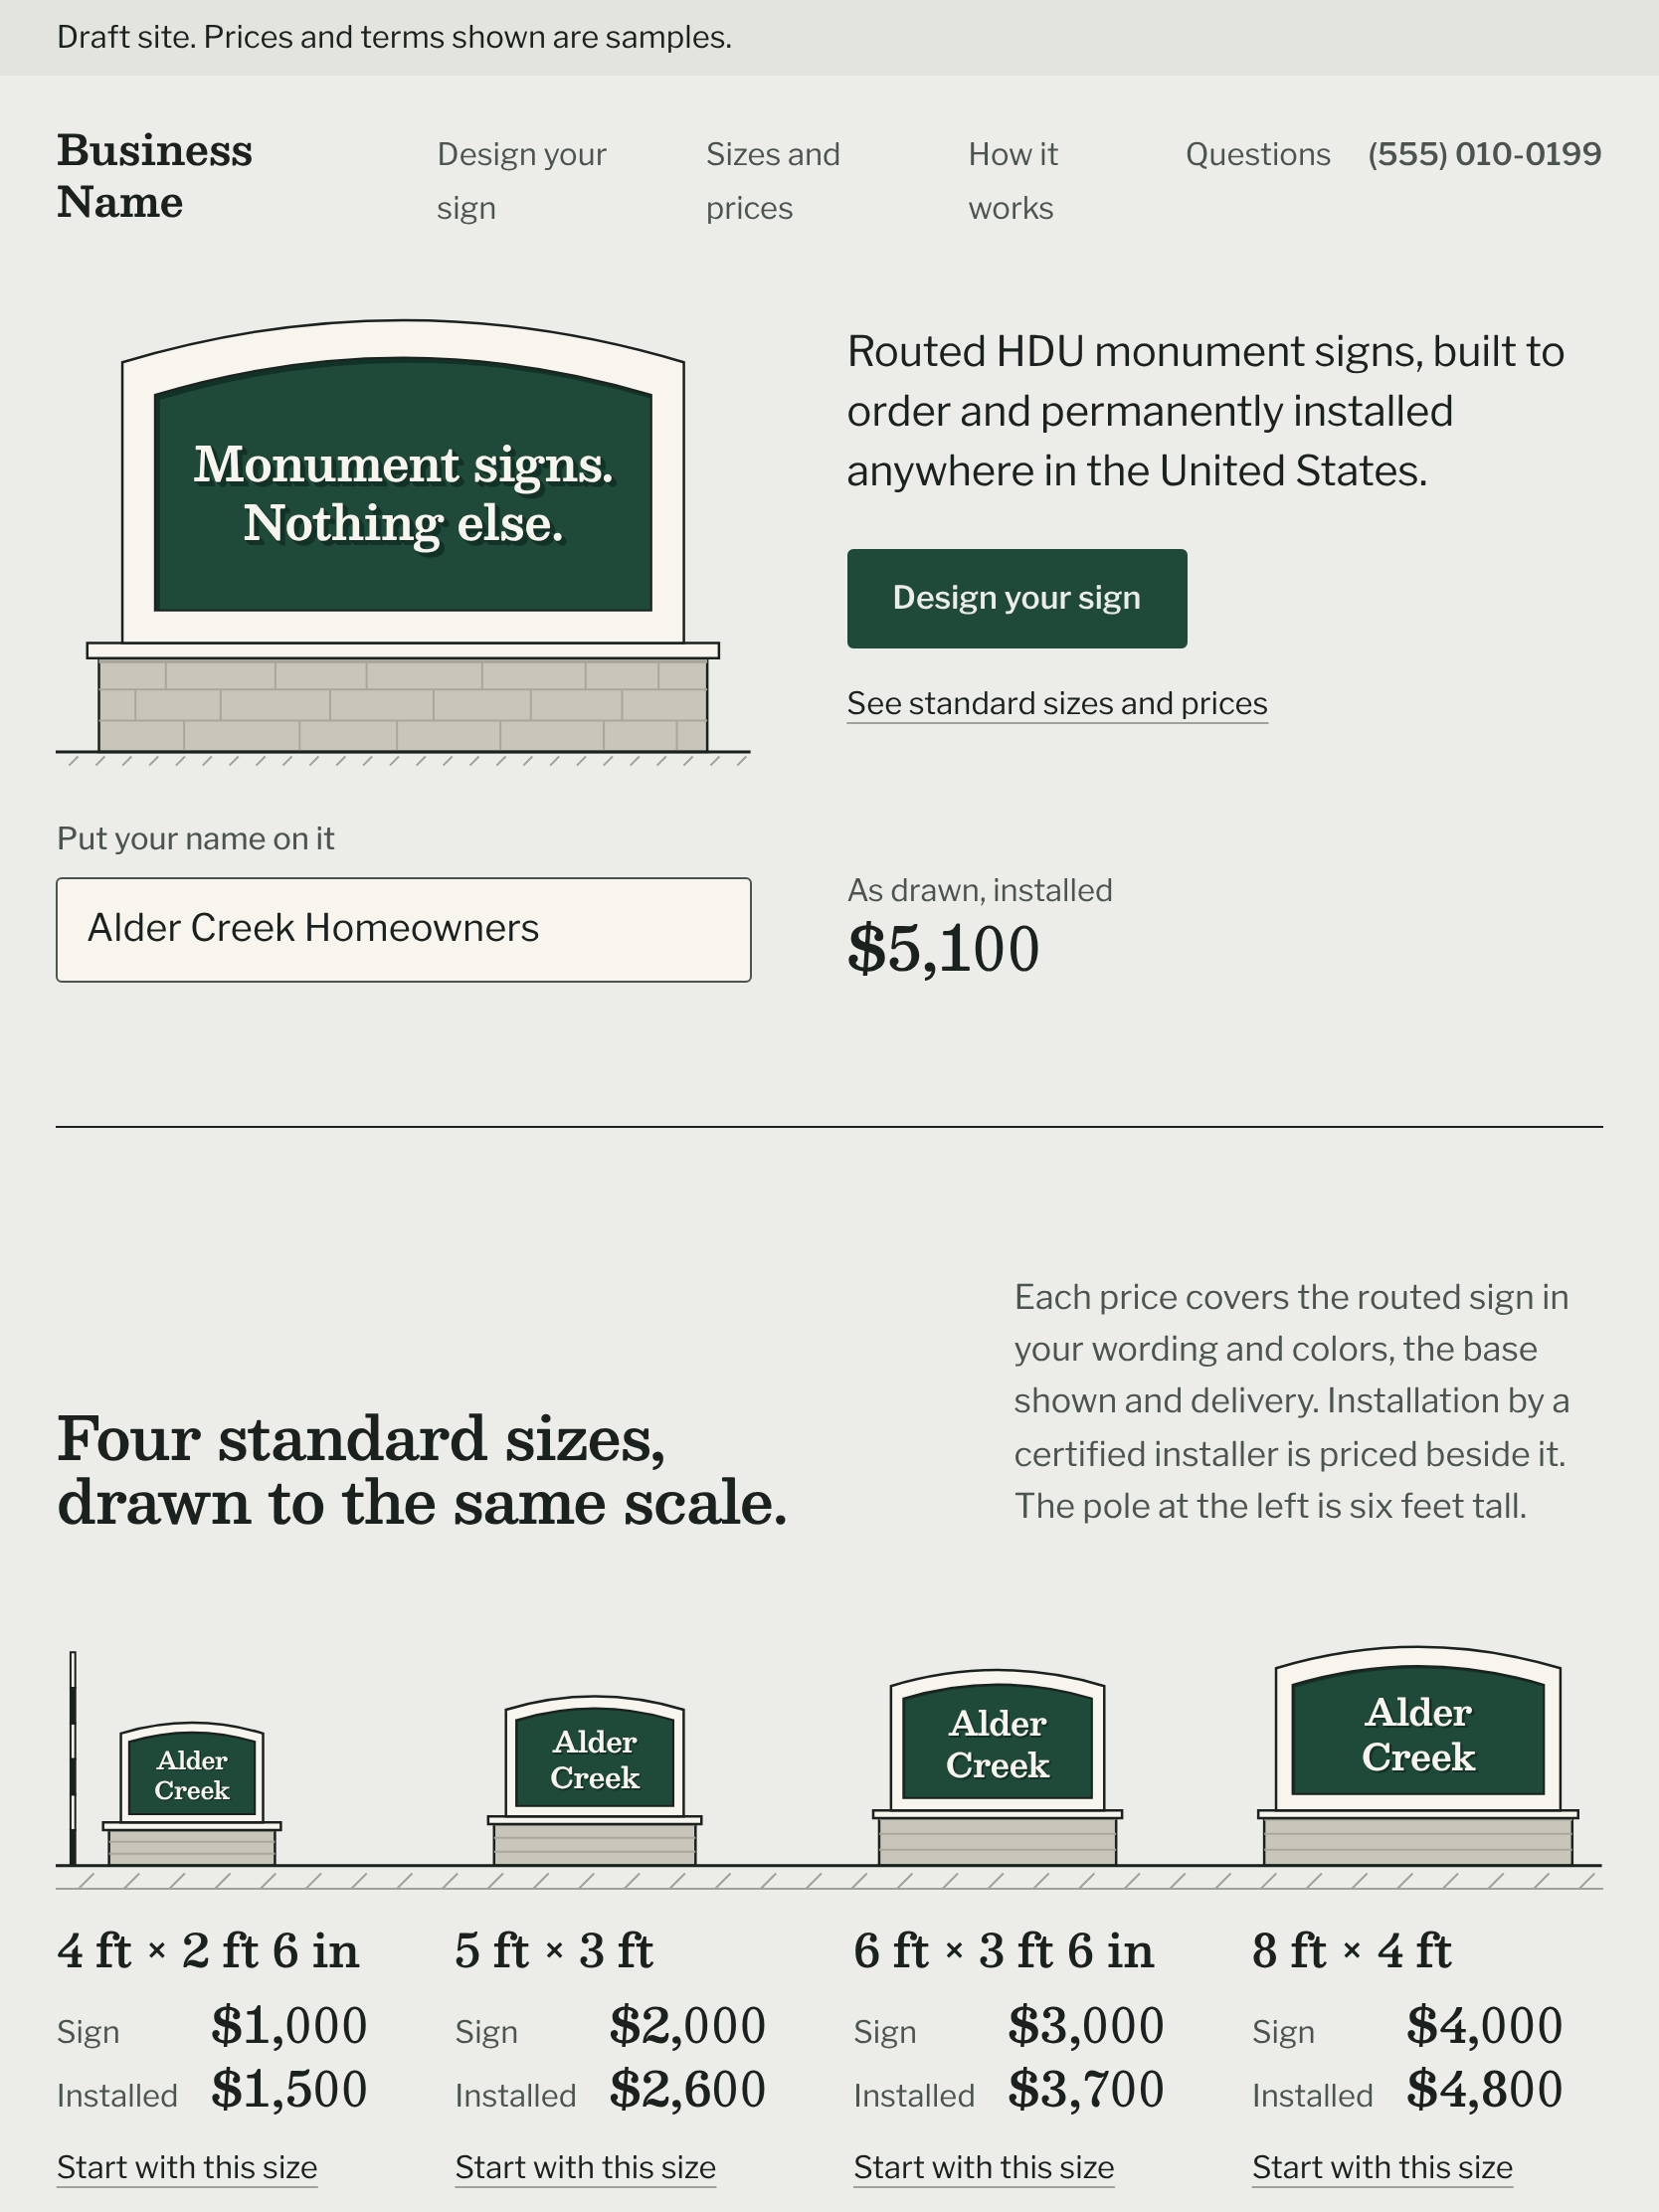 Draft site. Prices and terms shown are samples.
Business
Name
Design your
sign
Sizes and
prices
How it
works
Questions
(555) 010-0199
Monument signs.
Nothing else.
Routed HDU monument signs, built to
order and permanently installed
anywhere in the United States.
Design your sign
See standard sizes and prices
Put your name on it
Alder Creek Homeowners
As drawn, installed
$5,100
Four standard sizes,
drawn to the same scale.
Each price covers the routed sign in
your wording and colors, the base
shown and delivery. Installation by a
certified installer is priced beside it.
The pole at the left is six feet tall.
Alder
Creek
Alder
Creek
Alder
Creek
Alder
Creek
4 ft × 2 ft 6 in
Sign $1,000
Installed $1,500
Start with this size
5 ft × 3 ft
Sign $2,000
Installed $2,600
Start with this size
6 ft × 3 ft 6 in
Sign $3,000
Installed $3,700
Start with this size
8 ft × 4 ft
Sign $4,000
Installed $4,800
Start with this size